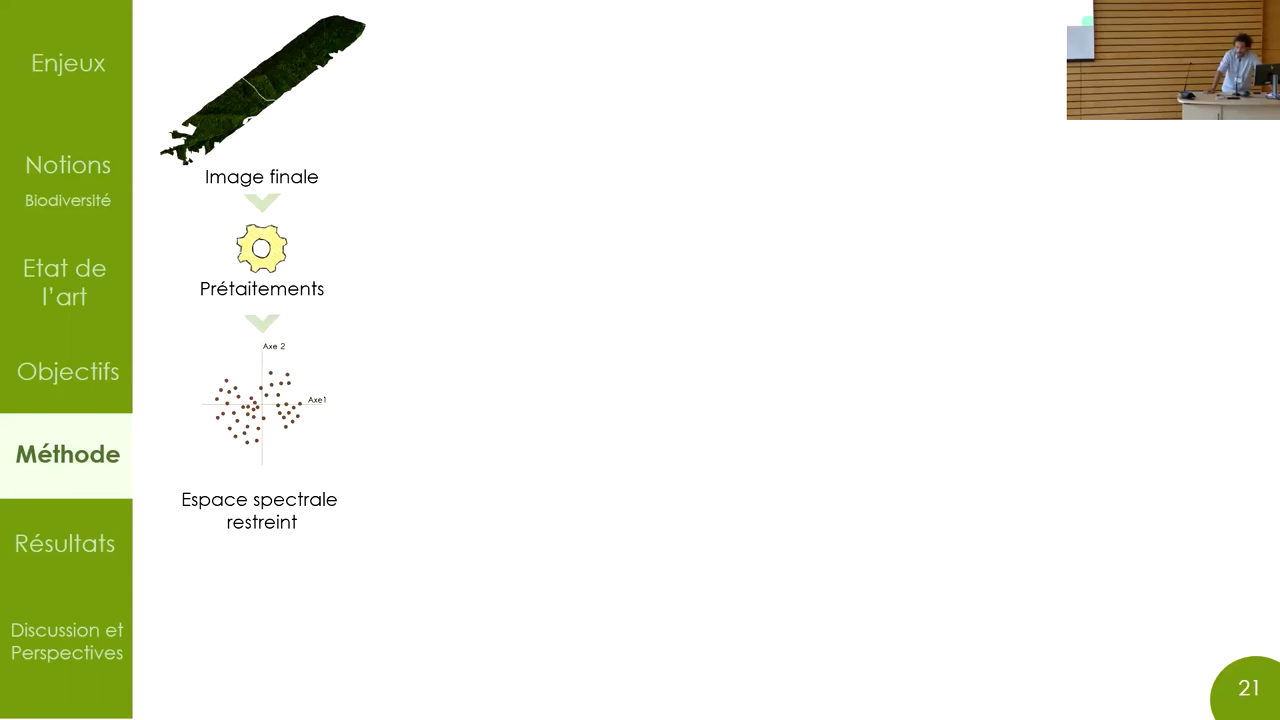 Enjeux
Notions
Biodiversité
Etat de
l'art
Objectifs
Méthode
Résultats
Discussion et
Perspectives
Image finale
Prétaitements
Axe 2
Axe1
Espace spectrale
restreint
21